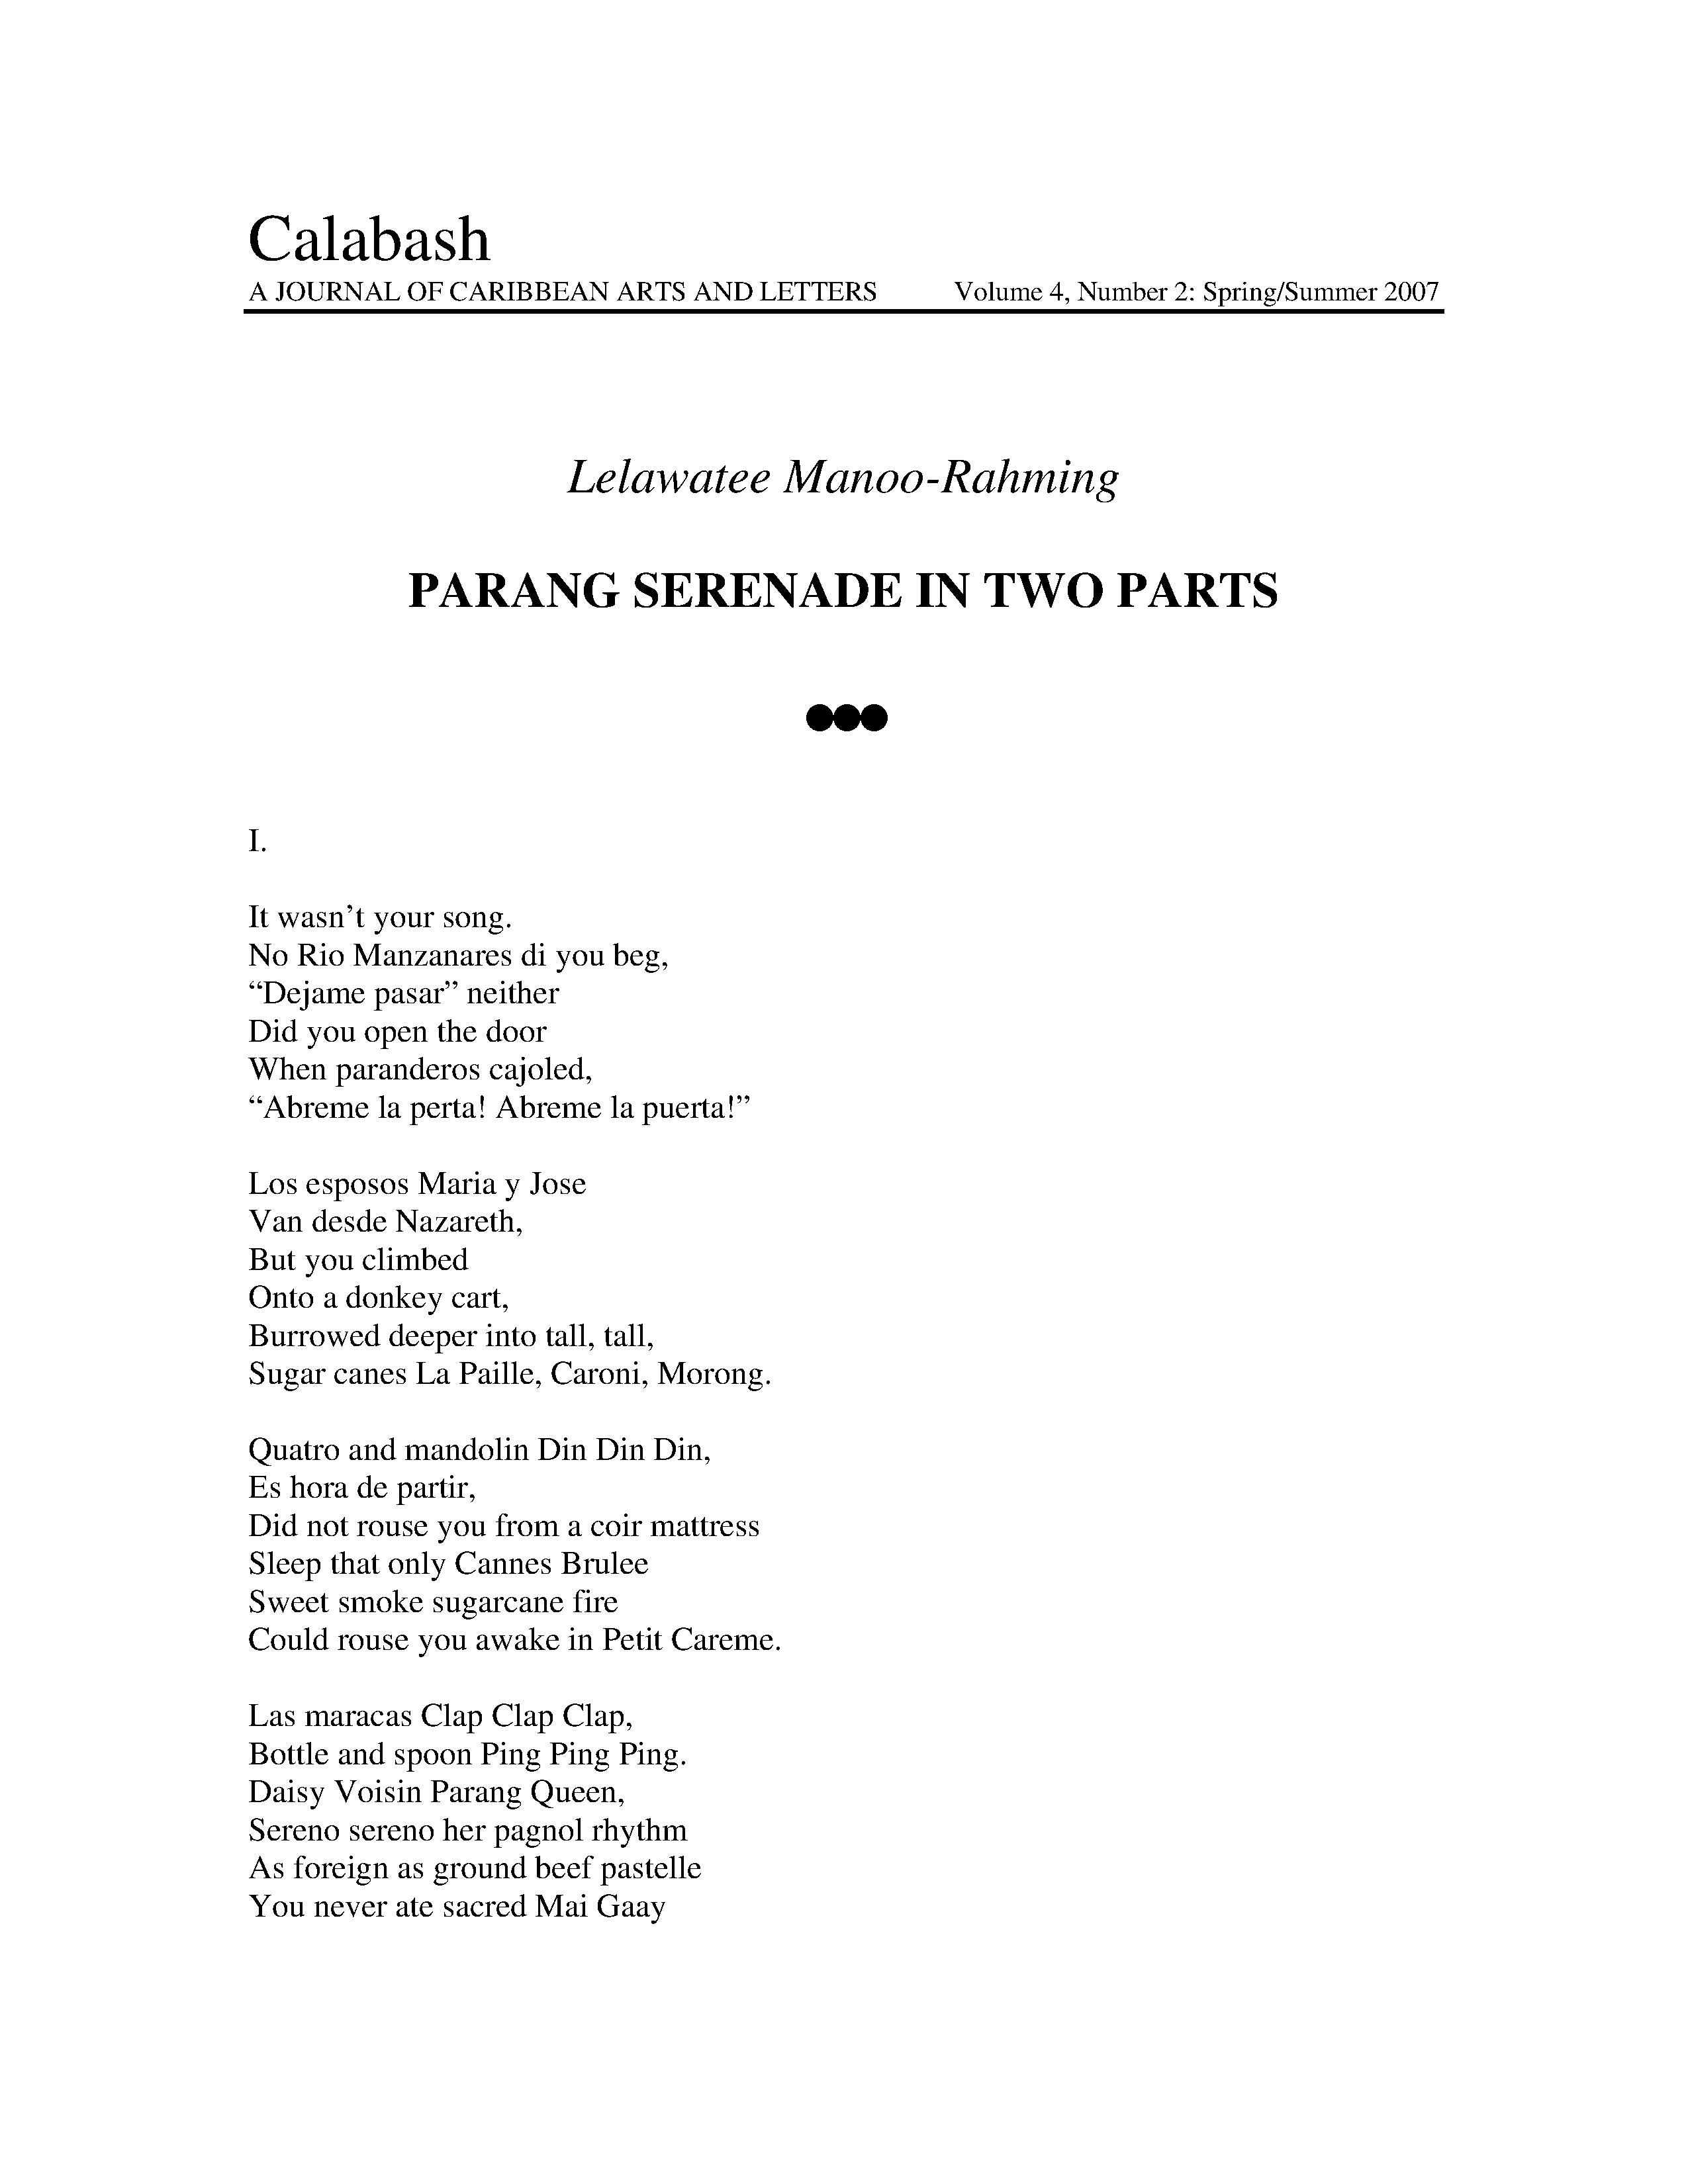 Calabash
A JOURNAL OF CARIBBEAN ARTS AND LETTERS Volume 4, Number 2: Spring/Summer 2007
Lelawatee Manoo-Rahming
PARANG SERENADE IN TWO PARTS
I.
It wasn’t your song.
No Rio Manzanares di you beg,
“Dejame pasar” neither
Did you open the door
When paranderos cajoled,
“Abreme la perta! Abreme la puerta!”
Los esposos Maria y Jose
Van desde Nazareth,
But you climbed
Onto a donkey cart,
Burrowed deeper into tall, tall,
Sugar canes La Paille, Caroni, Morong.
Quatro and mandolin Din Din Din,
Es hora de partir,
Did not rouse you from a coir mattress
Sleep that only Cannes Brulee
Sweet smoke sugarcane fire
Could rouse you awake in Petit Careme.
Las maracas Clap Clap Clap,
Bottle and spoon Ping Ping Ping.
Daisy Voisin Parang Queen,
Sereno sereno her pagnol rhythm
As foreign as ground beef pastelle
You never ate sacred Mai Gaay